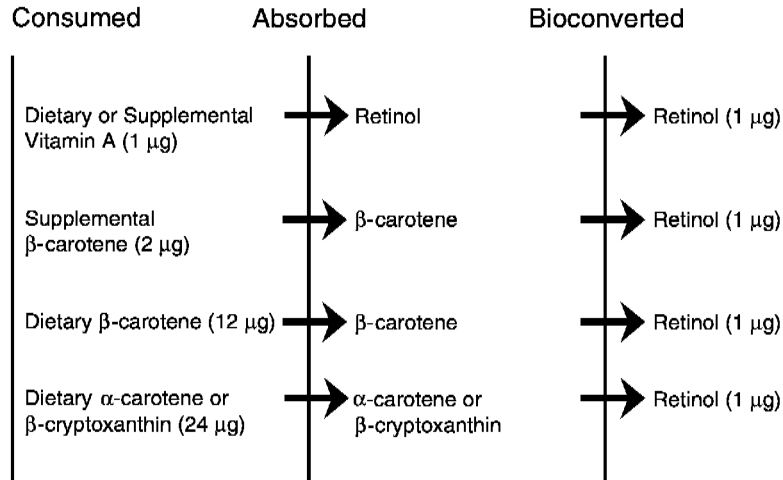 Consumed Absorbed Bioconverted
Dietary or Supplemental Retinol Retinol (1 μg)
Vitamin A (1 μg)
Supplemental β-carotene Retinol (1 μg)
β-carotene (2 μg)
Dietary β-carotene (12 μg) β-carotene Retinol (1 μg)
Dietary α-carotene or α-carotene or Retinol (1 μg)
β-cryptoxanthin (24 μg) β-cryptoxanthin